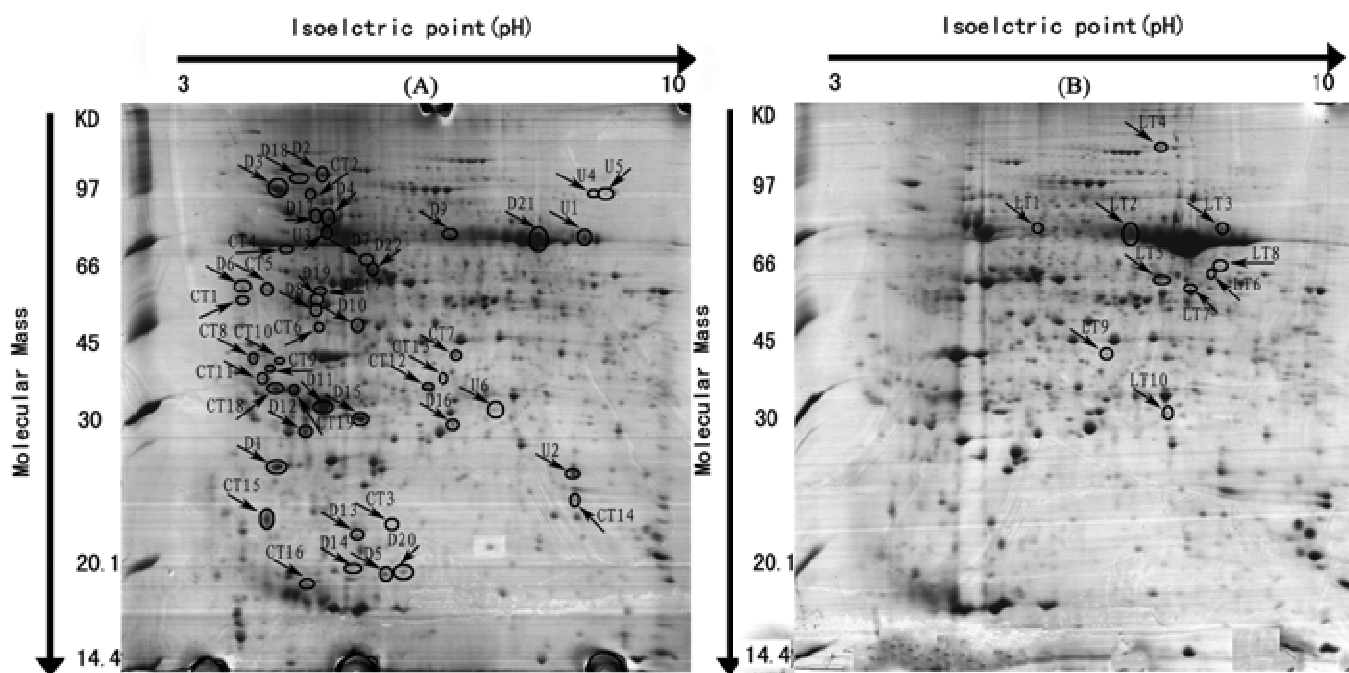 Isoelctric point(pH)
3
(A)
10
KD
97
66
45
30
20.1
14.4
Molecular Mass
D3
D18
D2
CT2
D4
U4
U5
D9
D21
U1
U3
D7
D22
CT4
D6
CT5
D19
D8
D10
CT1
CT6
CT7
CT8
CT10
CT9
CT13
CT12
CT11
D11
D15
U6
CT18
D12
CT19
D16
D1
U2
CT15
D13
CT3
CT14
D14
D5
D20
CT16
Isoelctric point(pH)
3
(B)
10
KD
97
66
45
30
20.1
14.4
Molecular Mass
LT4
LT1
LT2
LT3
LT5
LT8
LT6
LT7
LT9
LT10